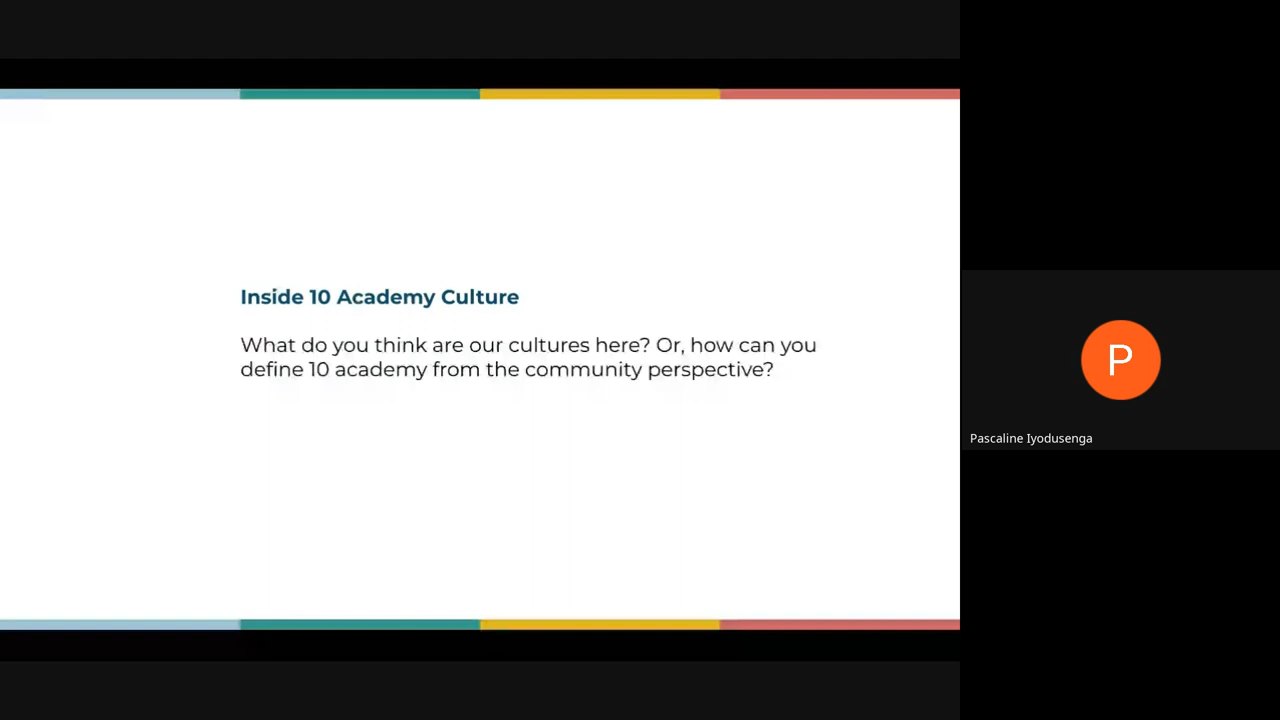 Inside 10 Academy Culture
What do you think are our cultures here? Or, how can you
define 10 academy from the community perspective?
P
Pascaline Iyodusenga